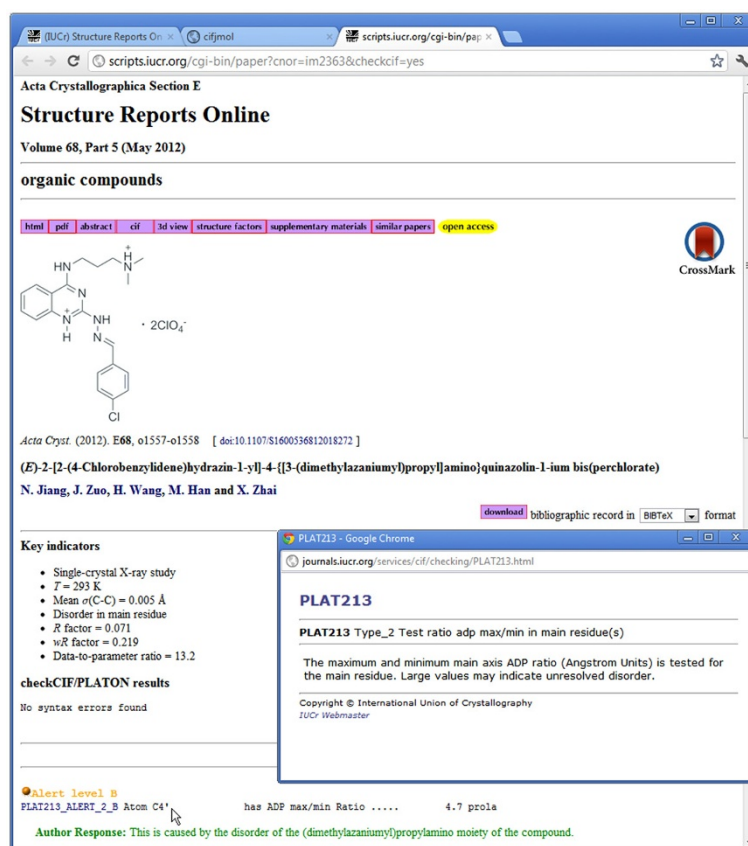 (IUCr) Structure Reports On
cifjmol
scripts.iucr.org/cgi-bin/pap
scripts.iucr.org/cgi-bin/paper?cnor=im2363&checkcif=yes
Acta Crystallographica Section E
Structure Reports Online
Volume 68, Part 5 (May 2012)
organic compounds
html pdf abstract cif 3d view structure factors supplementary materials similar papers open access
CrossMark
H
+
N
HN
N
N
+
H
NH
N
· 2ClO4-
Cl
Acta Cryst. (2012). E68, o1557-o1558 [ doi:10.1107/S1600536812018272 ]
(E)-2-[2-(4-Chlorobenzylidene)hydrazin-1-yl]-4-{[3-(dimethylazaniumyl)propyl]amino}quinazolin-1-ium bis(perchlorate)
N. Jiang, J. Zuo, H. Wang, M. Han and X. Zhai
download bibliographic record in BIBTeX format
Key indicators
• Single-crystal X-ray study
• T = 293 K
• Mean σ(C-C) = 0.005 Å
• Disorder in main residue
• R factor = 0.071
• wR factor = 0.219
• Data-to-parameter ratio = 13.2
checkCIF/PLATON results
No syntax errors found
PLAT213 - Google Chrome
journals.iucr.org/services/cif/checking/PLAT213.html
PLAT213
PLAT213 Type_2 Test ratio adp max/min in main residue(s)
The maximum and minimum main axis ADP ratio (Angstrom Units) is tested for
the main residue. Large values may indicate unresolved disorder.
Copyright © International Union of Crystallography
IUCr Webmaster
Alert level B
PLAT213_ALERT_2_B Atom C4' has ADP max/min Ratio ..... 4.7 prola
Author Response: This is caused by the disorder of the (dimethylazaniumyl)propylamino moiety of the compound.